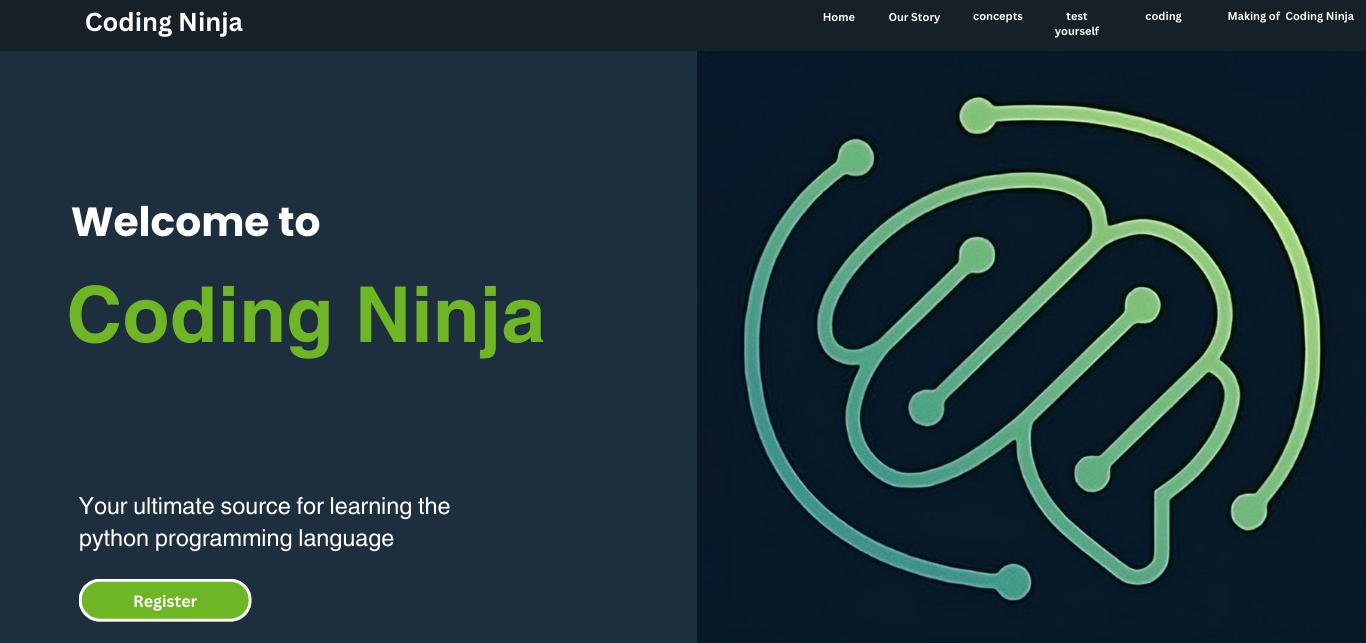 Coding Ninja
Home
Our Story
concepts
test
yourself
coding
Making of Coding Ninja
Welcome to
Coding Ninja
Your ultimate source for learning the
python programming language
Register